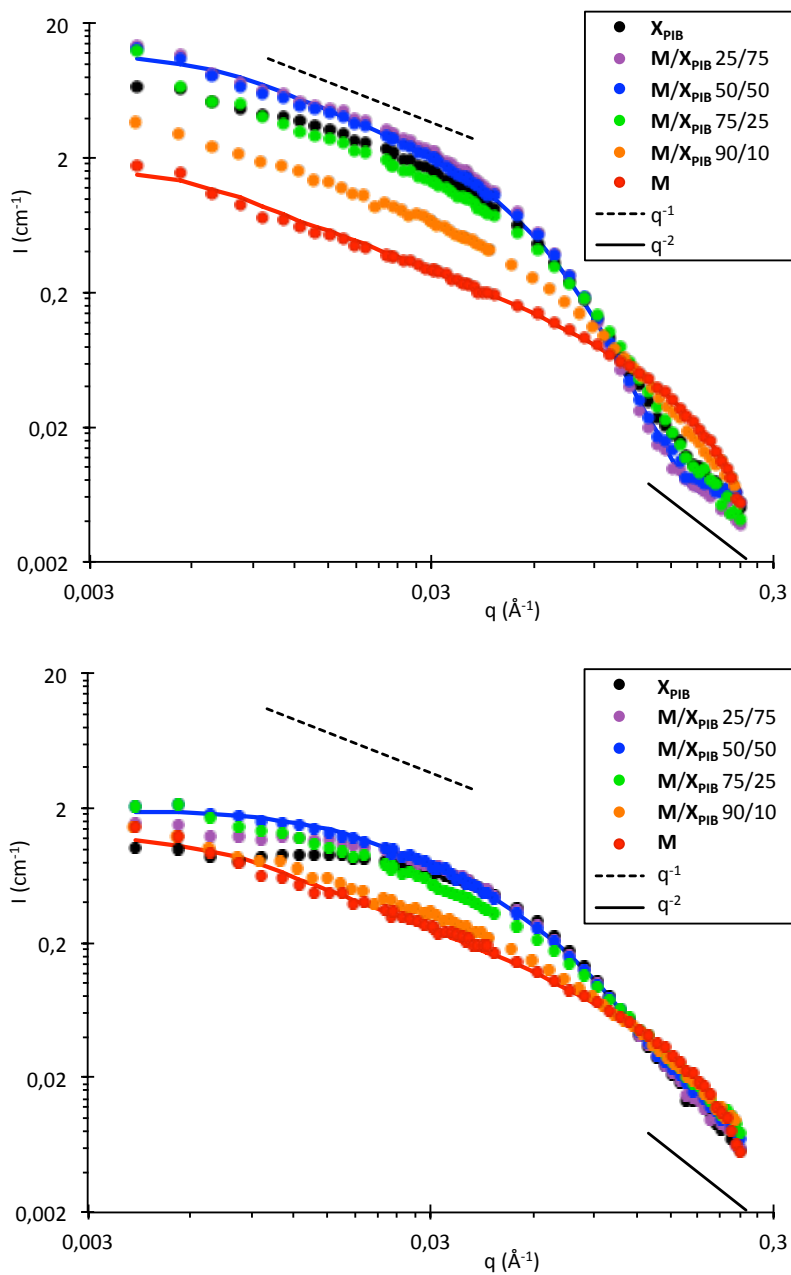 20
2
0,2
0,02
0,002
I (cm-1)
0,003
0,03
0,3
q (Å-1)
XPIB
M/XPIB 25/75
M/XPIB 50/50
M/XPIB 75/25
M/XPIB 90/10
M
q-1
q-2
20
2
0,2
0,02
0,002
I (cm-1)
0,003
0,03
0,3
q (Å-1)
XPIB
M/XPIB 25/75
M/XPIB 50/50
M/XPIB 75/25
M/XPIB 90/10
M
q-1
q-2